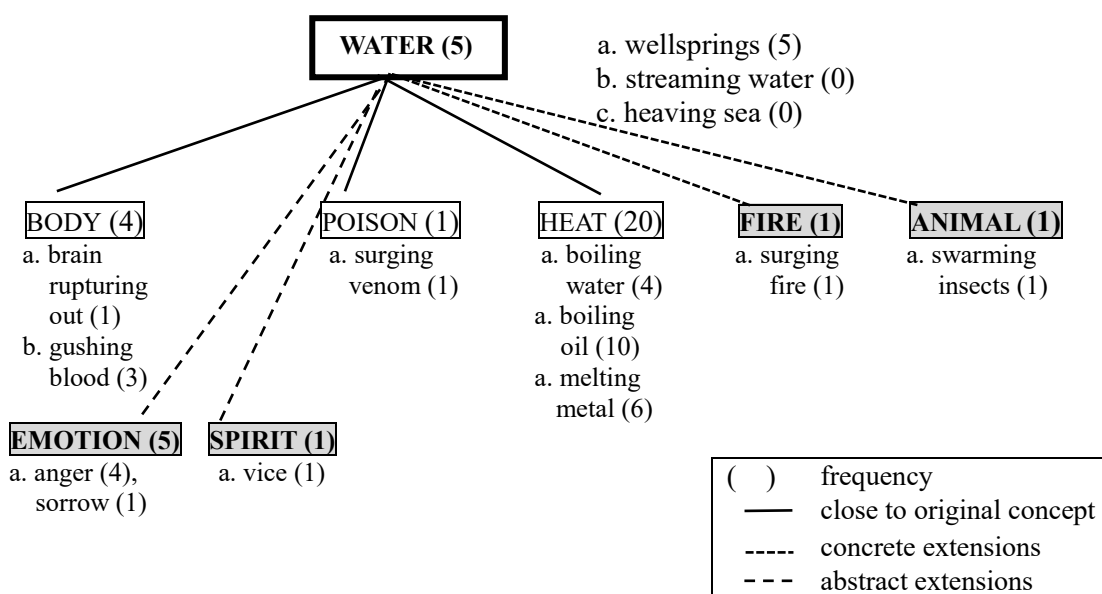 WATER (5)
a. wellsprings (5)
b. streaming water (0)
c. heaving sea (0)
BODY (4)
a. brain
rupturing
out (1)
b. gushing
blood (3)
POISON (1)
a. surging
venom (1)
HEAT (20)
a. boiling
water (4)
a. boiling
oil (10)
a. melting
metal (6)
FIRE (1)
a. surging
fire (1)
ANIMAL (1)
a. swarming
insects (1)
EMOTION (5)
a. anger (4),
sorrow (1)
SPIRIT (1)
a. vice (1)
( ) frequency
close to original concept
concrete extensions
abstract extensions